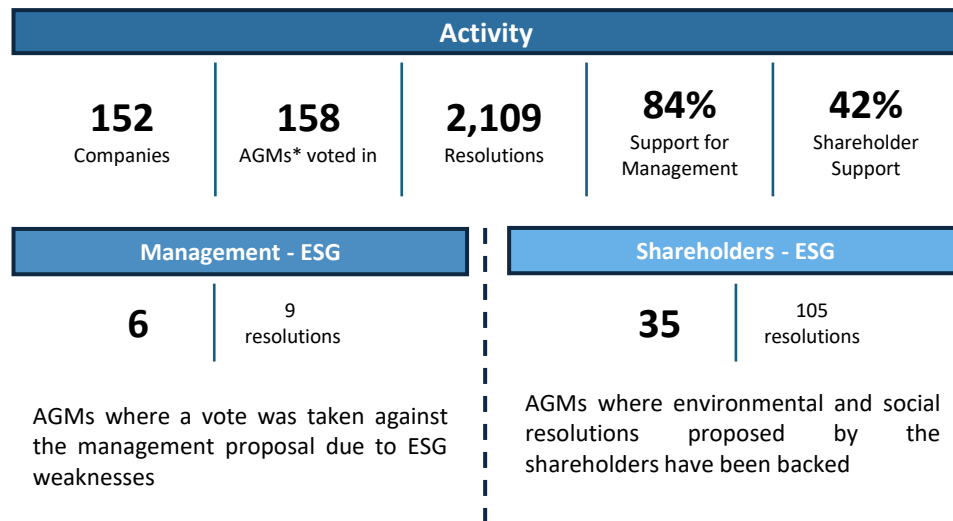 Activity
152
Companies
158
AGMs* voted in
2,109
Resolutions
84%
Support for
Management
42%
Shareholder
Support
Management - ESG
6
9
resolutions
AGMs where a vote was taken against
the management proposal due to ESG
weaknesses
Shareholders - ESG
35
105
resolutions
AGMs where environmental and social
resolutions proposed by the
shareholders have been backed